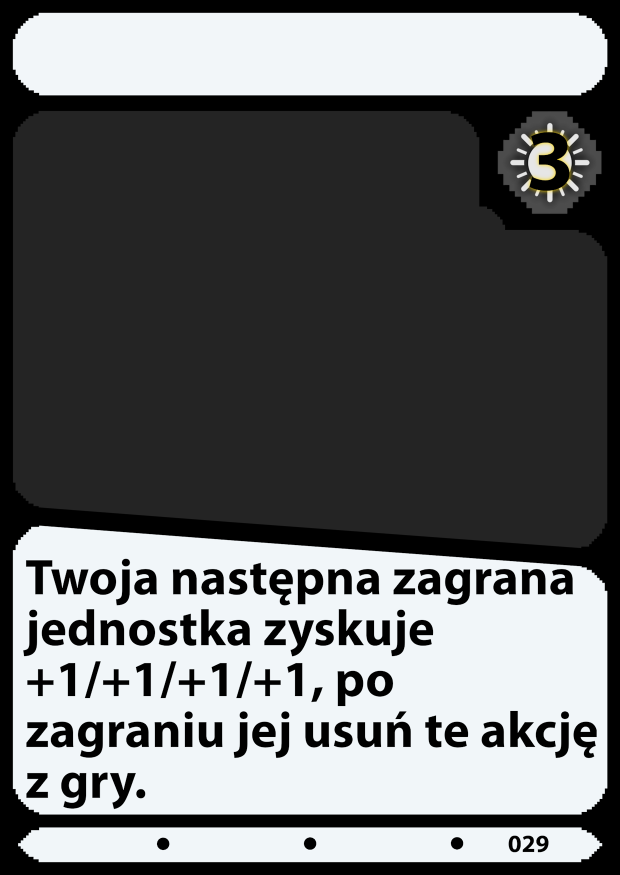 3
Twoja następna zagrana
jednostka zyskuje
+1/+1/+1/+1, po
zagraniu jej usuń te akcję
z gry.
029